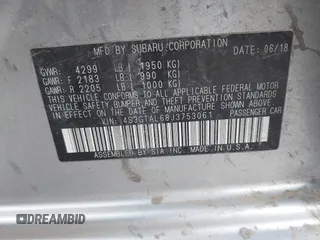 MFD. BY SUBARU CORPORATION DATE: 06/18
GVWR: 4299 LB 1950 KG
GAWR: F 2183 LB 990 KG
R 2205 LB 1000 KG
THIS VEHICLE CONFORMS TO ALL APPLICABLE FEDERAL MOTOR VEHICLE
SAFETY, BUMPER, AND THEFT PREVENTION STANDARDS IN EFFECT ON THE
DATE OF MANUFACTURE SHOWN ABOVE.
VIN: 4S3GTAL68J3753061 PASSENGER CAR
ASSEMBLED BY SIA, INC. MADE IN U.S.A.
DREAMBID
DREAMBID.COM